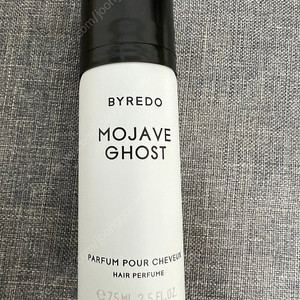 BYREDO
MOJAVE
GHOST
PARFUM POUR CHEVEUX
HAIR PERFUME
℮75ML 2.5 FL.OZ